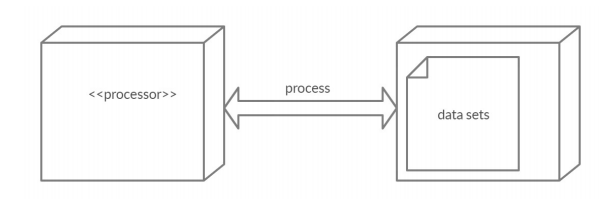 <<processor>>
process
data sets